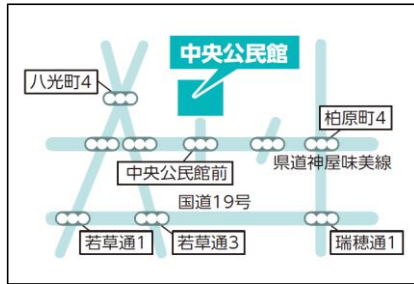 中央公民館
八光町4
柏原町4
中央公民館前
県道神屋味美線
国道19号
若草通1
若草通3
瑞穂通1